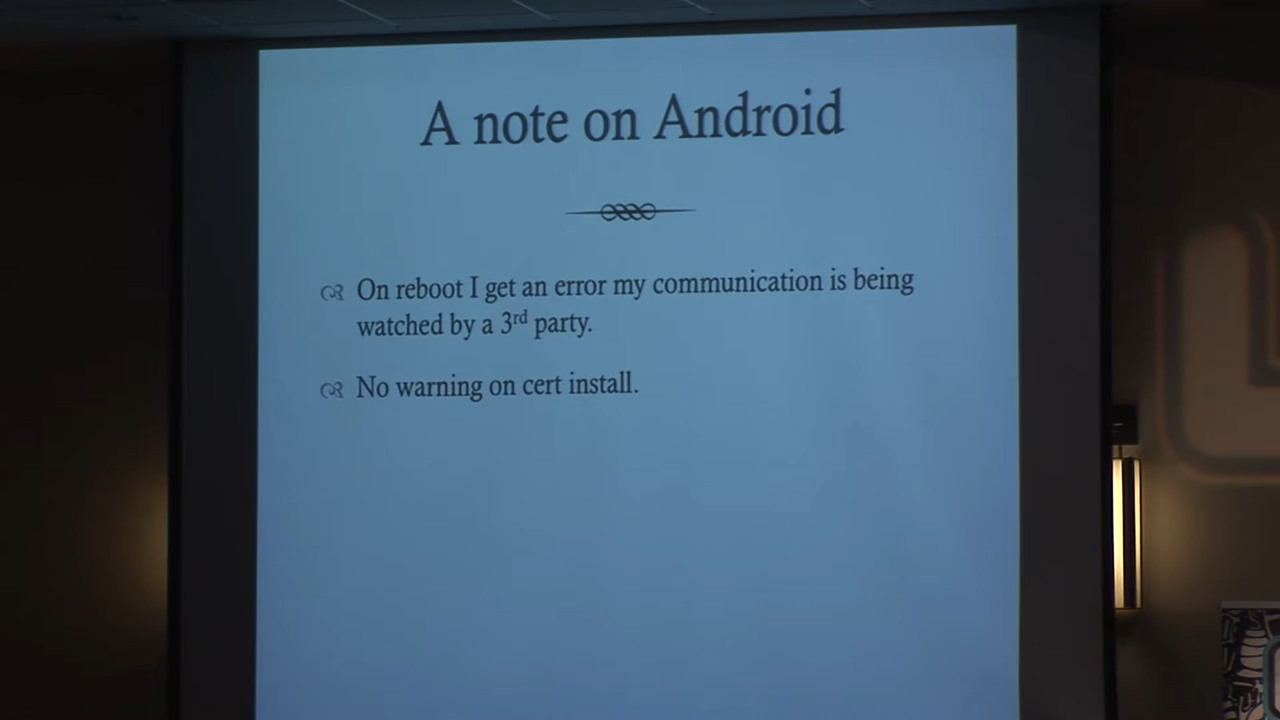 A note on Android
On reboot I get an error my communication is being
watched by a 3rd party.
No warning on cert install.